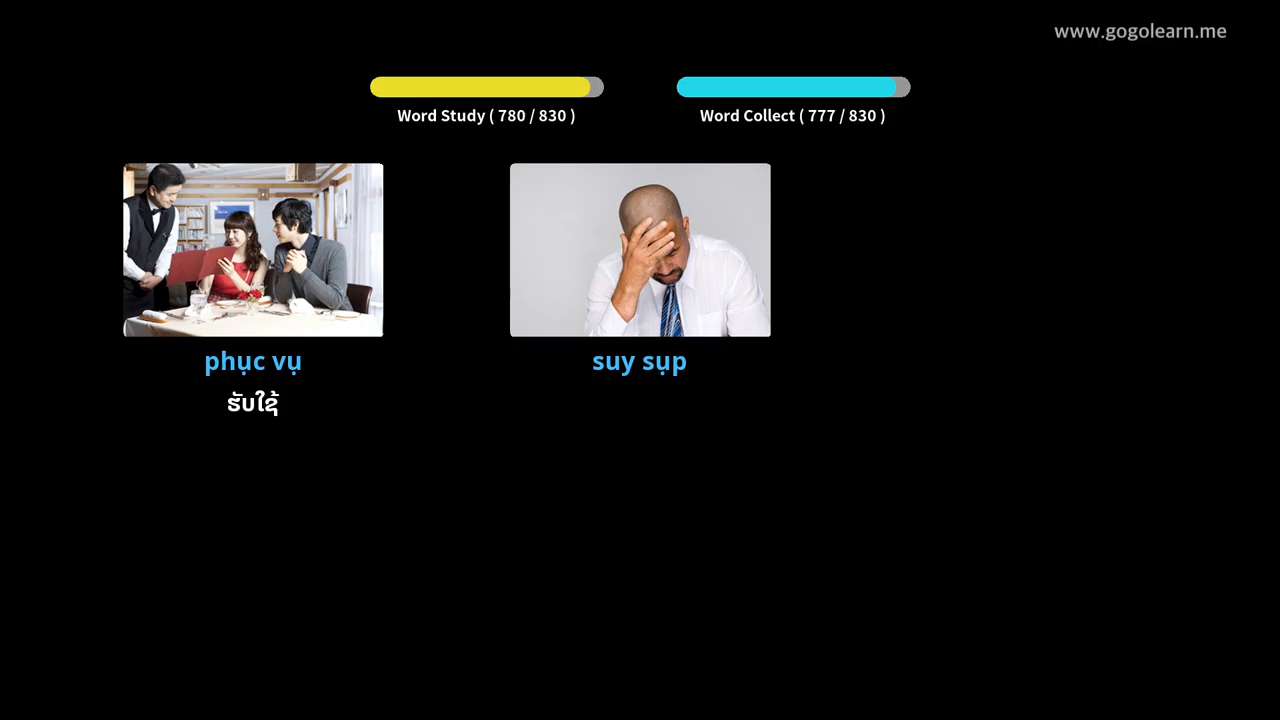 www.gogolearn.me
Word Study ( 780 / 830 )
Word Collect ( 777 / 830 )
phục vụ
suy sụp
ຮັບໃຊ້